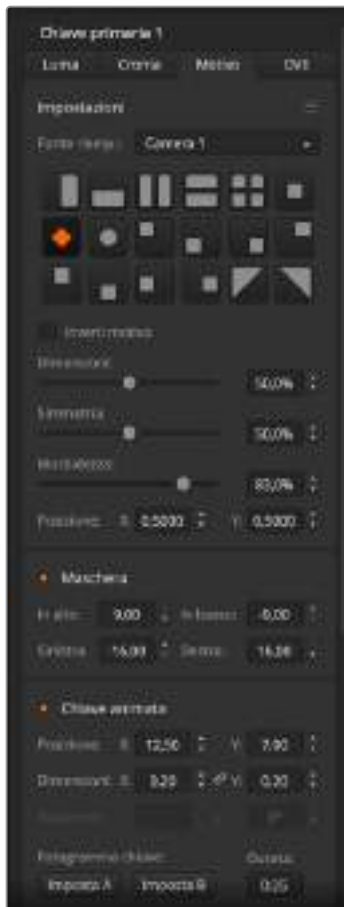 Chiave primaria 1
Luma Croma Motivo DVE
Impostazioni
Fonte riemp.: Camera 1
Inverti motivo
Dimensioni:
50,0%
Simmetria:
50,0%
Morbidezza:
83,0%
Posizione: X: 0,5000 Y: 0,5000
Maschera
In alto: 9,00 In basso: -9,00
Sinistra: -16,00 Destra: 16,00
Chiave animata
Posizione: X: 12,50 Y: 7,00
Dimensioni: X: 0,20 Y: 0,20
Fotogramma chiave: Durata:
Imposta A Imposta B 0:25